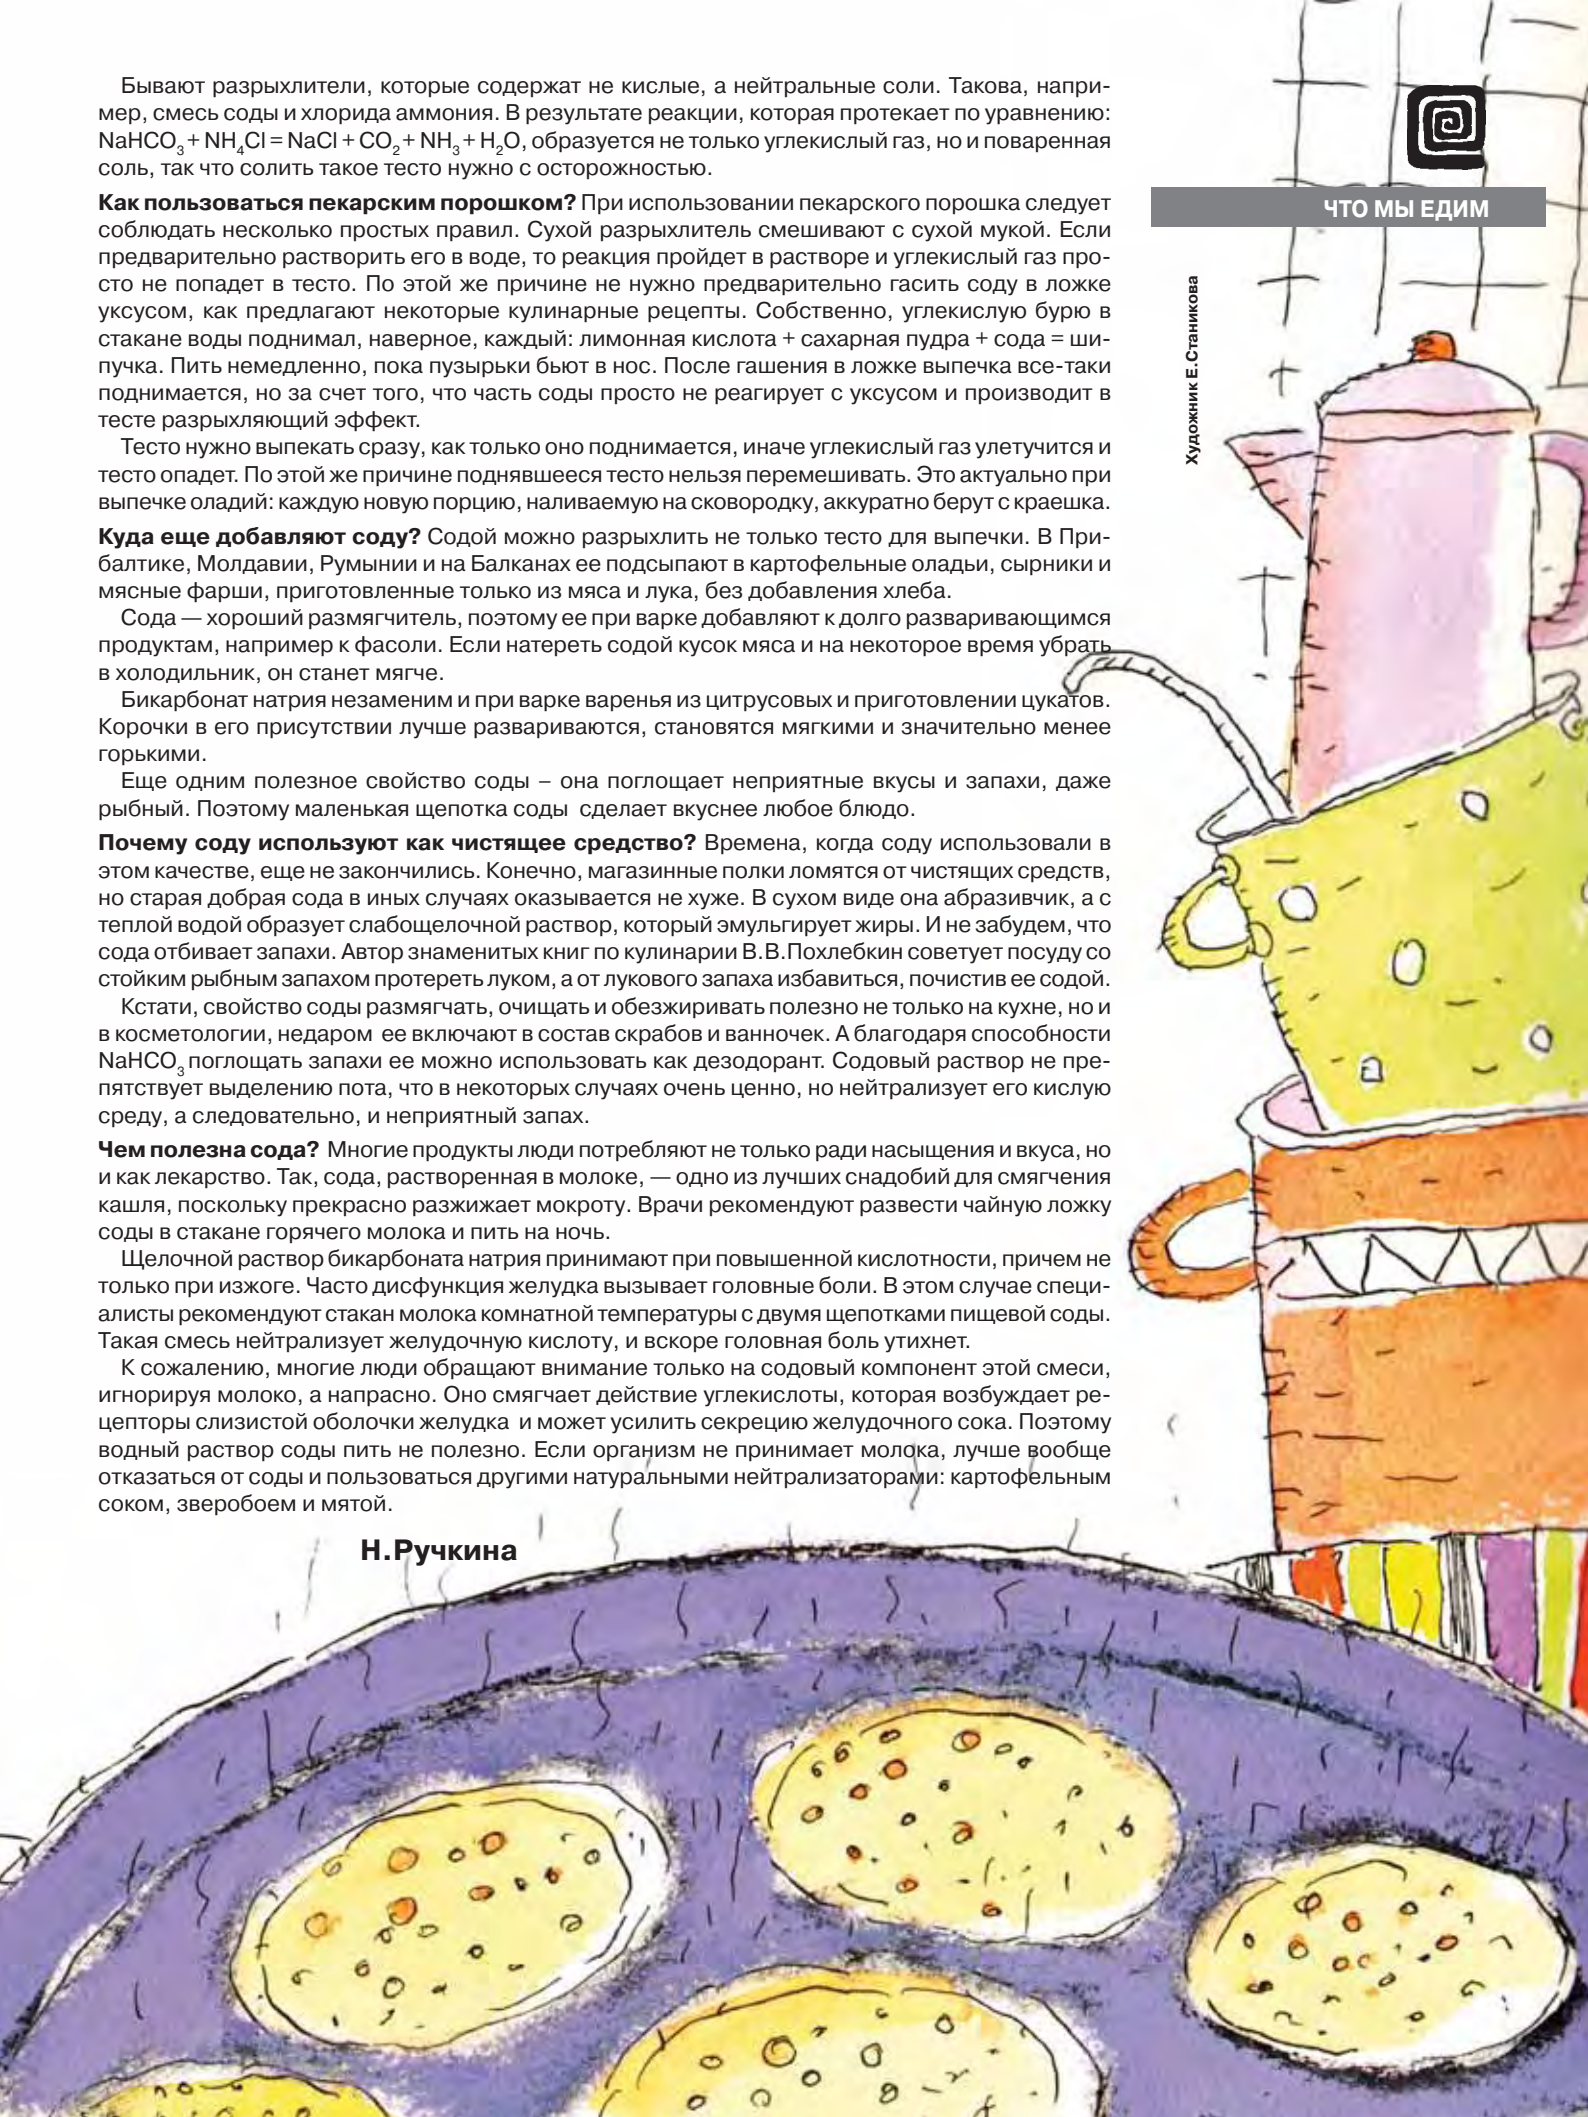 Бывают разрыхлители, которые содержат не кислые, а нейтральные соли. Такова, напри-
мер, смесь соды и хлорида аммония. В результате реакции, которая протекает по уравнению:
NaHCO₃ + NH₄Cl = NaCl + CO₂ + NH₃ + H₂O, образуется не только углекислый газ, но и поваренная
соль, так что солить такое тесто нужно с осторожностью.
Как пользоваться пекарским порошком? При использовании пекарского порошка следует
соблюдать несколько простых правил. Сухой разрыхлитель смешивают с сухой мукой. Если
предварительно растворить его в воде, то реакция пройдет в растворе и углекислый газ про-
сто не попадет в тесто. По этой же причине не нужно предварительно гасить соду в ложке
уксусом, как предлагают некоторые кулинарные рецепты. Собственно, углекислую бурю в
стакане воды поднимал, наверное, каждый: лимонная кислота + сахарная пудра + сода = ши-
пучка. Пить немедленно, пока пузырьки бьют в нос. После гашения в ложке выпечка все-таки
поднимается, но за счет того, что часть соды просто не реагирует с уксусом и производит в
тесте разрыхляющий эффект.
Тесто нужно выпекать сразу, как только оно поднимается, иначе углекислый газ улетучится и
тесто опадет. По этой же причине поднявшееся тесто нельзя перемешивать. Это актуально при
выпечке оладий: каждую новую порцию, наливаемую на сковородку, аккуратно берут с краешка.
Куда еще добавляют соду? Содой можно разрыхлить не только тесто для выпечки. В При-
балтике, Молдавии, Румынии и на Балканах ее подсыпают в картофельные оладьи, сырники и
мясные фарши, приготовленные только из мяса и лука, без добавления хлеба.
Сода — хороший размягчитель, поэтому ее при варке добавляют к долго разваривающимся
продуктам, например к фасоли. Если натереть содой кусок мяса и на некоторое время убрать
в холодильник, он станет мягче.
Бикарбонат натрия незаменим и при варке варенья из цитрусовых и приготовлении цукатов.
Корочки в его присутствии лучше развариваются, становятся мягкими и значительно менее
горькими.
Еще одним полезное свойство соды – она поглощает неприятные вкусы и запахи, даже
рыбный. Поэтому маленькая щепотка соды сделает вкуснее любое блюдо.
Почему соду используют как чистящее средство? Времена, когда соду использовали в
этом качестве, еще не закончились. Конечно, магазинные полки ломятся от чистящих средств,
но старая добрая сода в иных случаях оказывается не хуже. В сухом виде она абразивчик, а с
теплой водой образует слабощелочной раствор, который эмульгирует жиры. И не забудем, что
сода отбивает запахи. Автор знаменитых книг по кулинарии В.В.Похлебкин советует посуду со
стойким рыбным запахом протереть луком, а от лукового запаха избавиться, почистив ее содой.
Кстати, свойство соды размягчать, очищать и обезжиривать полезно не только на кухне, но и
в косметологии, недаром ее включают в состав скрабов и ванночек. А благодаря способности
NaHCO₃ поглощать запахи ее можно использовать как дезодорант. Содовый раствор не пре-
пятствует выделению пота, что в некоторых случаях очень ценно, но нейтрализует его кислую
среду, а следовательно, и неприятный запах.
Чем полезна сода? Многие продукты люди потребляют не только ради насыщения и вкуса, но
и как лекарство. Так, сода, растворенная в молоке, — одно из лучших снадобий для смягчения
кашля, поскольку прекрасно разжижает мокроту. Врачи рекомендуют развести чайную ложку
соды в стакане горячего молока и пить на ночь.
Щелочной раствор бикарбоната натрия принимают при повышенной кислотности, причем не
только при изжоге. Часто дисфункция желудка вызывает головные боли. В этом случае специ-
алисты рекомендуют стакан молока комнатной температуры с двумя щепотками пищевой соды.
Такая смесь нейтрализует желудочную кислоту, и вскоре головная боль утихнет.
К сожалению, многие люди обращают внимание только на содовый компонент этой смеси,
игнорируя молоко, а напрасно. Оно смягчает действие углекислоты, которая возбуждает ре-
цепторы слизистой оболочки желудка и может усилить секрецию желудочного сока. Поэтому
водный раствор соды пить не полезно. Если организм не принимает молока, лучше вообще
отказаться от соды и пользоваться другими натуральными нейтрализаторами: картофельным
соком, зверобоем и мятой.
Н.Ручкина
ЧТО МЫ ЕДИМ
Художник Е.Станикова